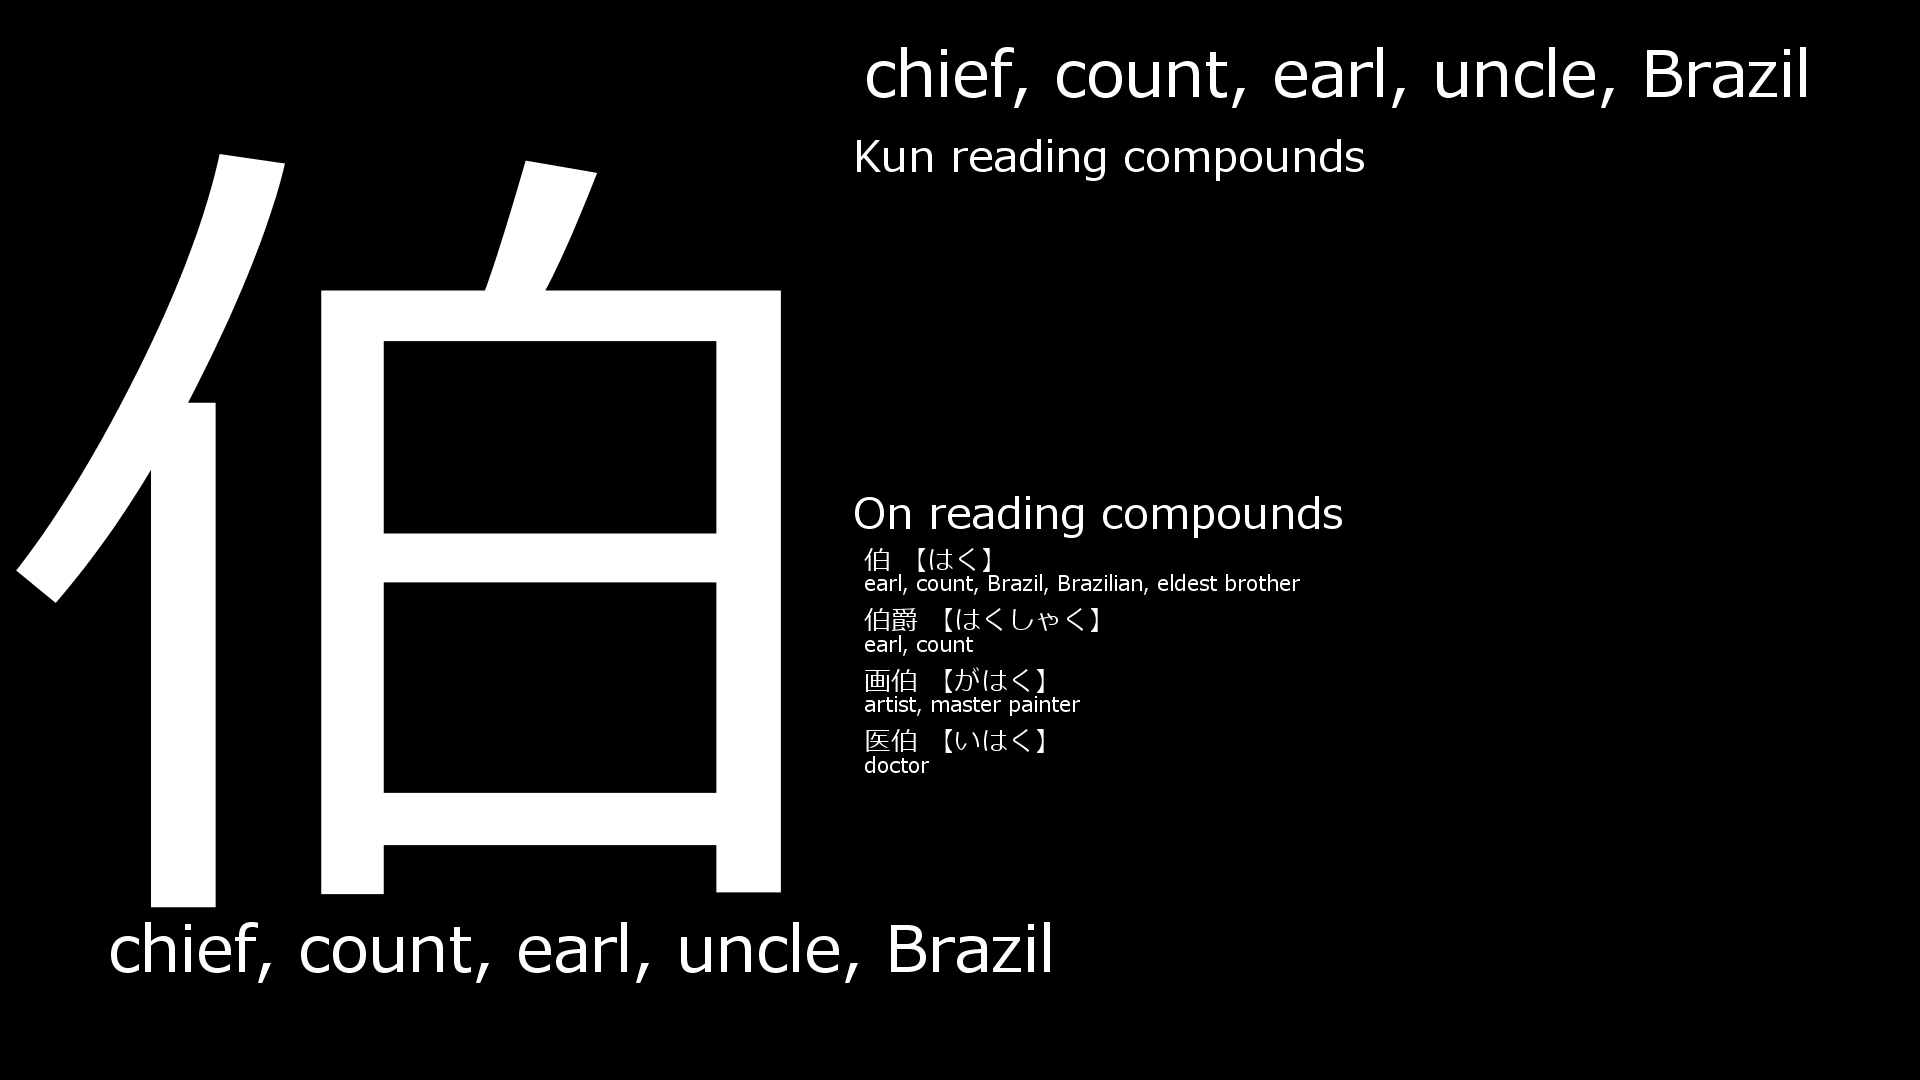 伯
chief, count, earl, uncle, Brazil
Kun reading compounds
On reading compounds
伯 【はく】
earl, count, Brazil, Brazilian, eldest brother
伯爵 【はくしゃく】
earl, count
画伯 【がはく】
artist, master painter
医伯 【いはく】
doctor
chief, count, earl, uncle, Brazil